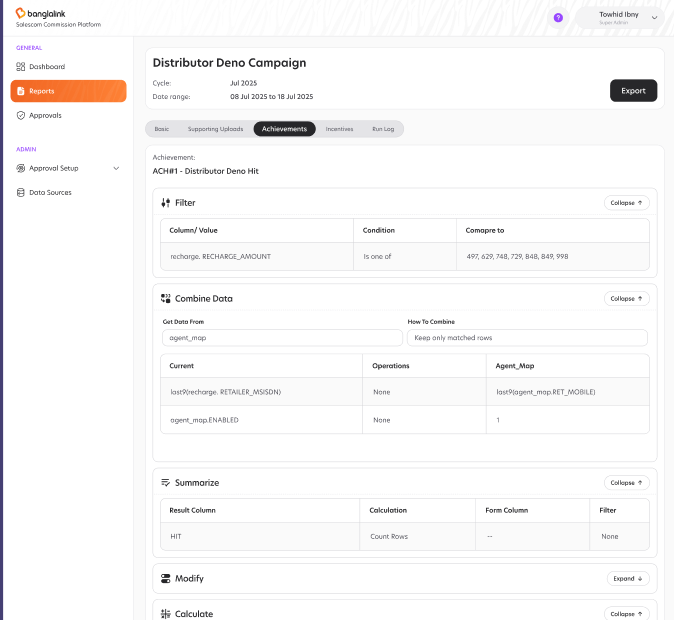 banglalink
Salescom Commission Platform
?
Towhid Ibny
Super Admin
GENERAL
Dashboard
Reports
Approvals
ADMIN
Approval Setup
Data Sources
Distributor Deno Campaign
Cycle: Jul 2025
Date range: 08 Jul 2025 to 18 Jul 2025
Export
Basic Supporting Uploads Achievements Incentives Run Log
Achievement:
ACH#1 - Distributor Deno Hit
Filter Collapse ↑
Column/ Value Condition Comapre to
recharge. RECHARGE_AMOUNT Is one of 497, 629, 748, 729, 848, 849, 998
Combine Data Collapse ↑
Get Data From How To Combine
agent_map Keep only matched rows
Current Operations Agent_Map
last9(recharge. RETAILER_MSISDN) None last9(agent_map.RET_MOBILE)
agent_map.ENABLED None 1
Summarize Collapse ↑
Result Column Calculation Form Column Filter
HIT Count Rows -- None
Modify Expand ↓
Calculate Collapse ↑